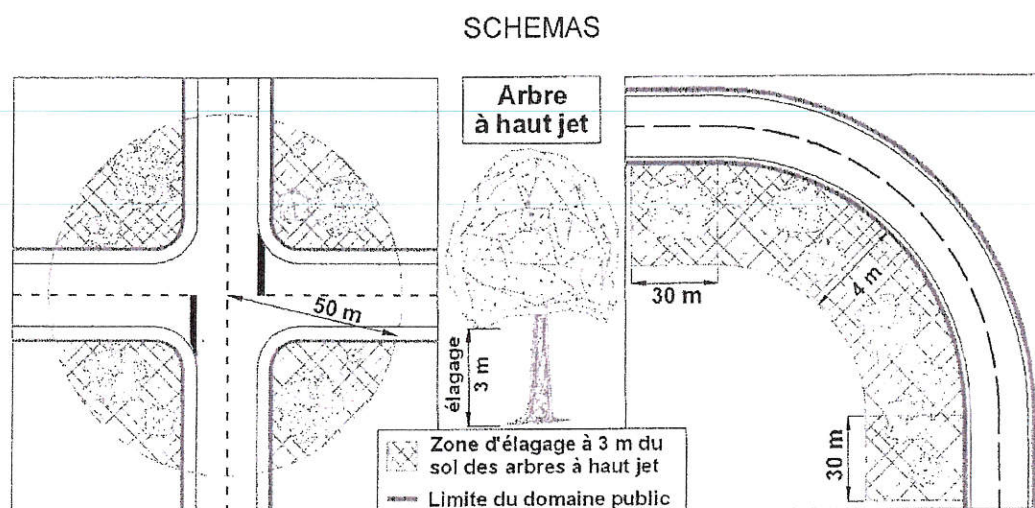 SCHEMAS
Arbre
à haut jet
50 m
élagage
3 m
30 m
4 m
30 m
Zone d'élagage à 3 m du
sol des arbres à haut jet
Limite du domaine public